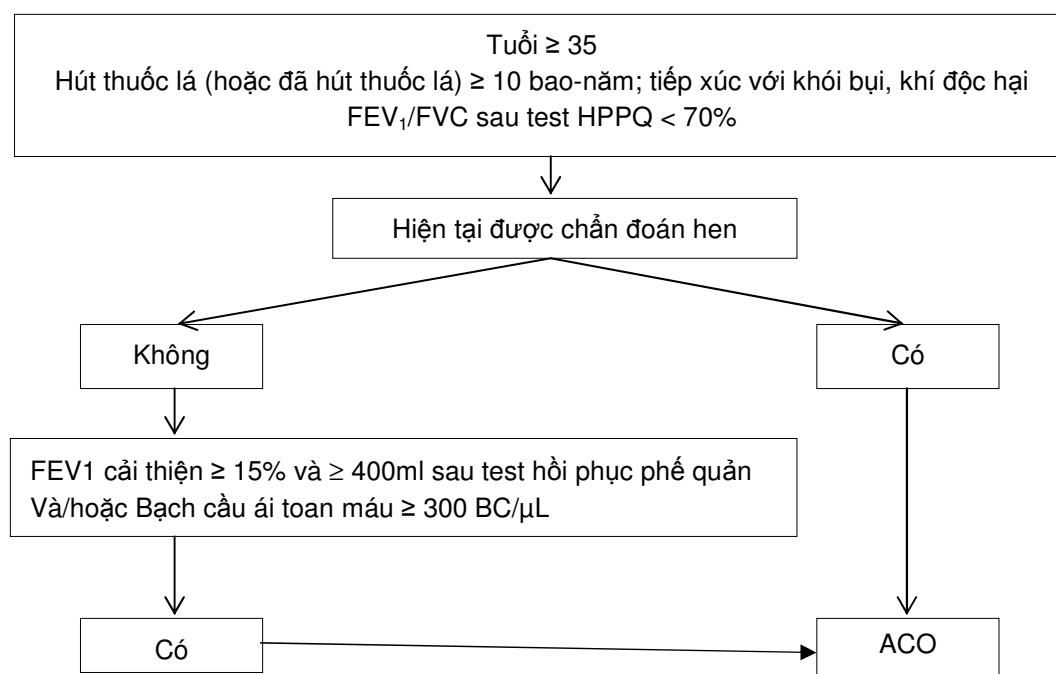 Tuổi ≥ 35
Hút thuốc lá (hoặc đã hút thuốc lá) ≥ 10 bao-năm; tiếp xúc với khói bụi, khí độc hại
FEV₁/FVC sau test HPPQ < 70%
Hiện tại được chẩn đoán hen
Không
Có
FEV1 cải thiện ≥ 15% và ≥ 400ml sau test hồi phục phế quản
Và/hoặc Bạch cầu ái toan máu ≥ 300 BC/µL
Có
ACO